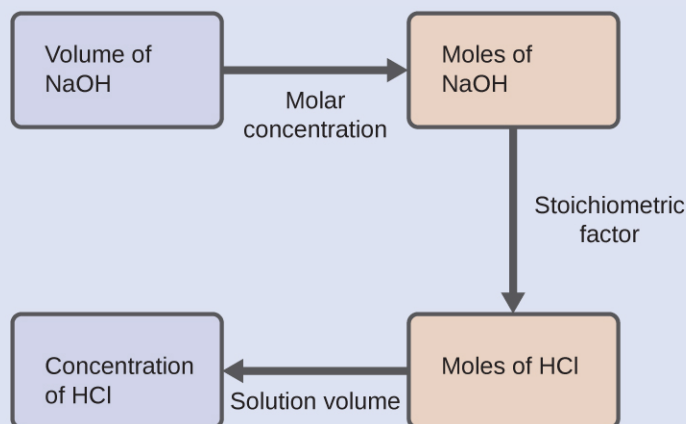 Volume of
NaOH
Molar
concentration
Moles of
NaOH
Stoichiometric
factor
Moles of HCl
Solution volume
Concentration
of HCl